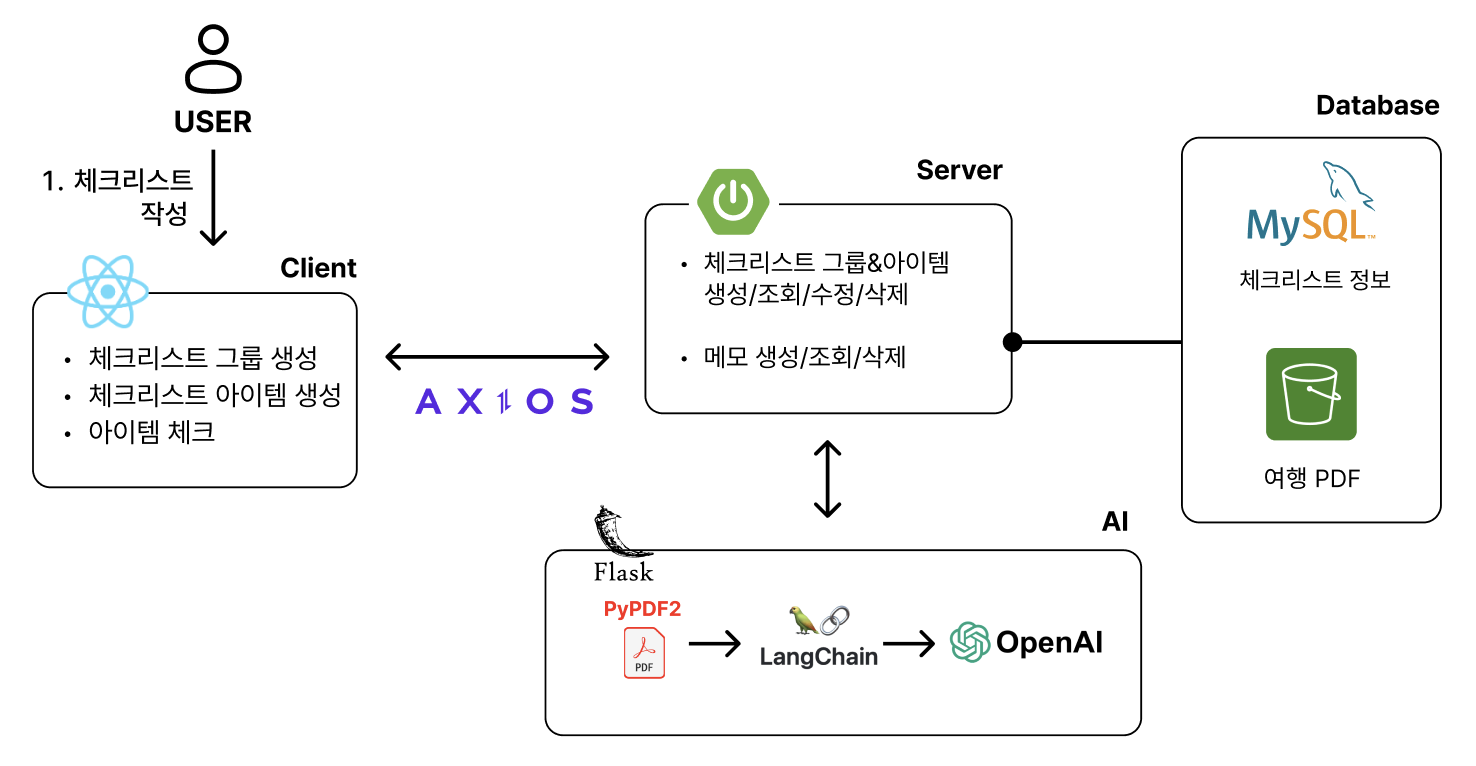 USER
1. 체크리스트
작성
Client
• 체크리스트 그룹 생성
• 체크리스트 아이템 생성
• 아이템 체크
AXIOS
Server
• 체크리스트 그룹&아이템
생성/조회/수정/삭제
• 메모 생성/조회/삭제
Database
MySQL™
체크리스트 정보
여행 PDF
AI
Flask
PyPDF2
PDF
LangChain
OpenAI